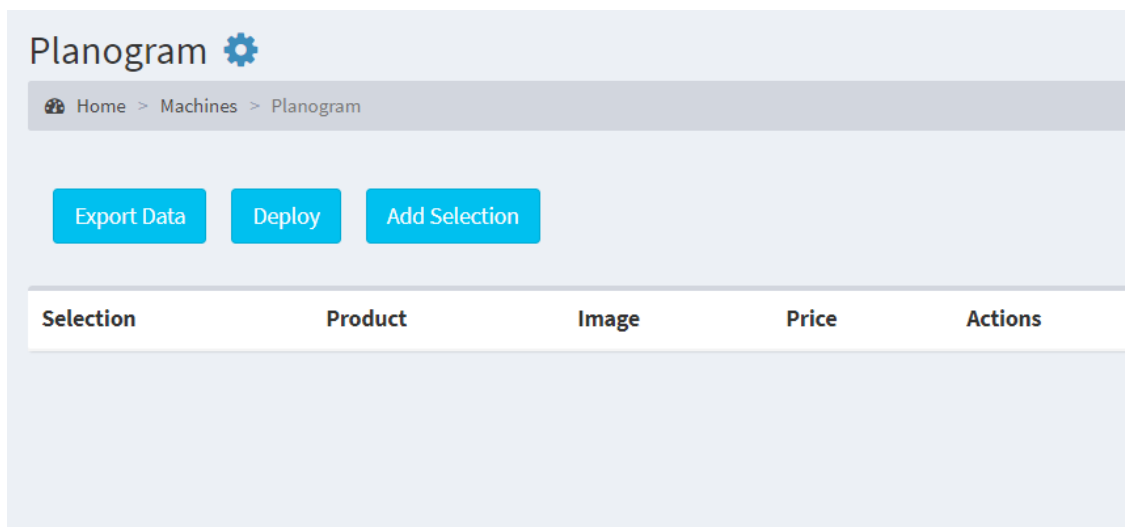 Planogram
Home > Machines > Planogram
Export Data Deploy Add Selection
Selection Product Image Price Actions